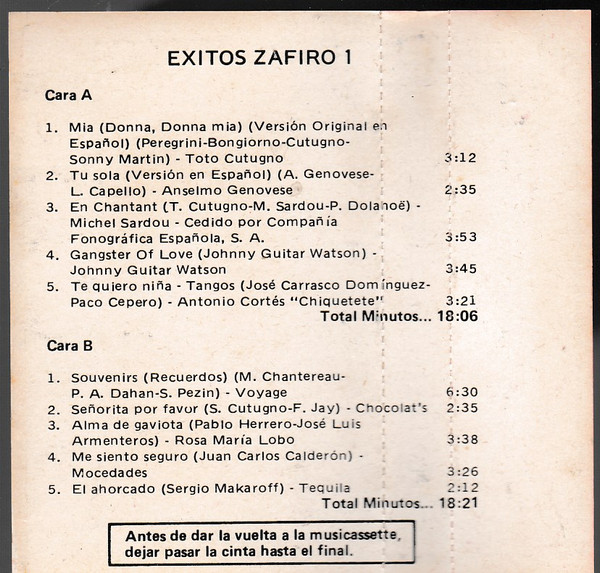 EXITOS ZAFIRO 1
Cara A
1. Mia (Donna, Donna mia) (Versión Original en
Español) (Peregrini-Bongiorno-Cutugno-
Sonny Martin) - Toto Cutugno 3:12
2. Tu sola (Versión en Español) (A. Genovese-
L. Capello) - Anselmo Genovese 2:35
3. En Chantant (T. Cutugno-M. Sardou-P. Dolanoë) -
Michel Sardou - Cedido por Compañía
Fonográfica Española, S. A. 3:53
4. Gangster Of Love (Johnny Guitar Watson) -
Johnny Guitar Watson 3:45
5. Te quiero niña - Tangos (José Carrasco Domínguez-
Paco Cepero) - Antonio Cortés "Chiquetete" 3:21
Total Minutos... 18:06
Cara B
1. Souvenirs (Recuerdos) (M. Chantereau-
P. A. Dahan-S. Pezin) - Voyage 6:30
2. Señorita por favor (S. Cutugno-F. Jay) - Chocolat's 2:35
3. Alma de gaviota (Pablo Herrero-José Luis
Armenteros) - Rosa María Lobo 3:38
4. Me siento seguro (Juan Carlos Calderón) -
Mocedades 3:26
5. El ahorcado (Sergio Makaroff) - Tequila 2:12
Total Minutos... 18:21
Antes de dar la vuelta a la musicassette,
dejar pasar la cinta hasta el final.